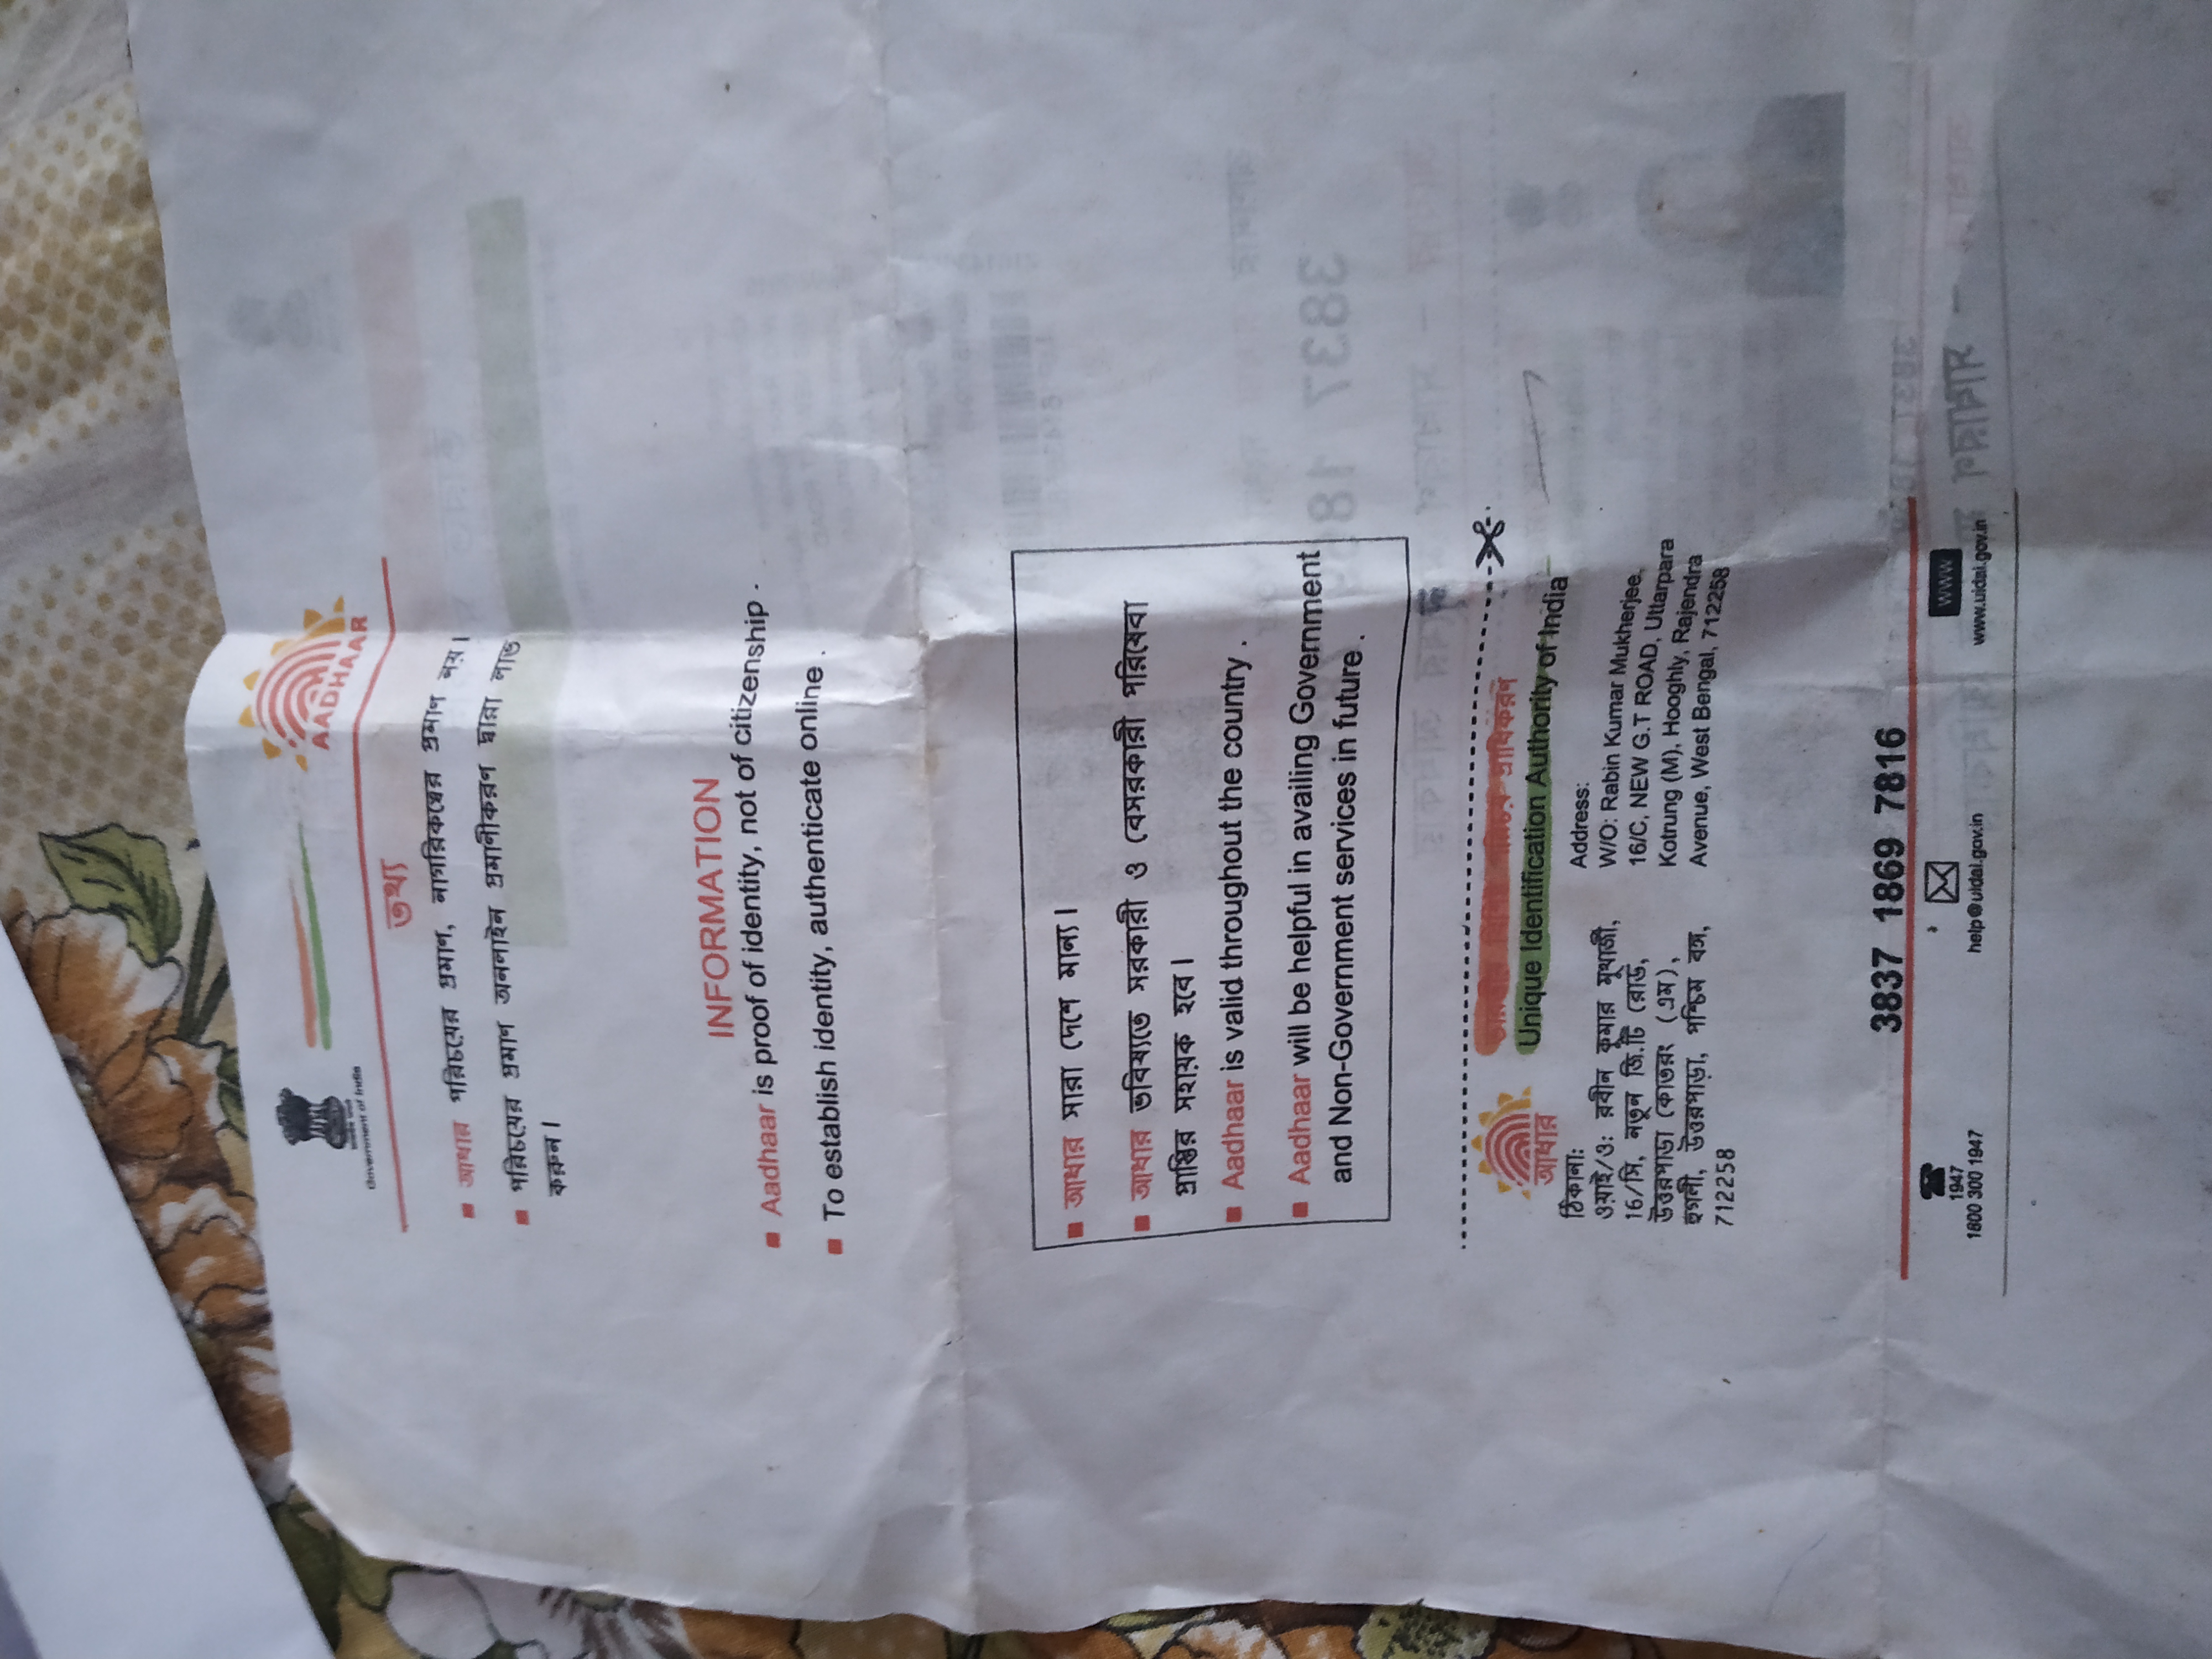 Government of India
AADHAAR
তথ্য
আধার পরিচয়ের প্রমাণ, নাগরিকত্বের প্রমাণ নয়।
পরিচয়ের প্রমাণ অনলাইন প্রমাণীকরণ দ্বারা লাভ
করুন।
INFORMATION
Aadhaar is proof of identity, not of citizenship .
To establish identity, authenticate online .
আধার সারা দেশে মান্য।
আধার ভবিষ্যতে সরকারী ও বেসরকারী পরিষেবা
প্রাপ্তির সহায়ক হবে।
Aadhaar is valid throughout the country .
Aadhaar will be helpful in availing Government
and Non-Government services in future .
আধার
প্রাধিকরণ
Unique Identification Authority of India
ঠিকানা:
ওয়াই/ও: রবীন কুমার মুখার্জী,
16/সি, নতুন জি.টি রোড,
উত্তরপাড়া কোতরং (এম),
হুগলী, উত্তরপাড়া, পশ্চিম বঙ্গ,
712258
Address:
W/O: Rabin Kumar Mukherjee,
16/C, NEW G.T ROAD, Uttarpara
Kotrung (M), Hooghly, Rajendra
Avenue, West Bengal, 712258
3837 1869 7816
1947
1800 300 1947
help@uidai.gov.in
www
www.uidai.gov.in